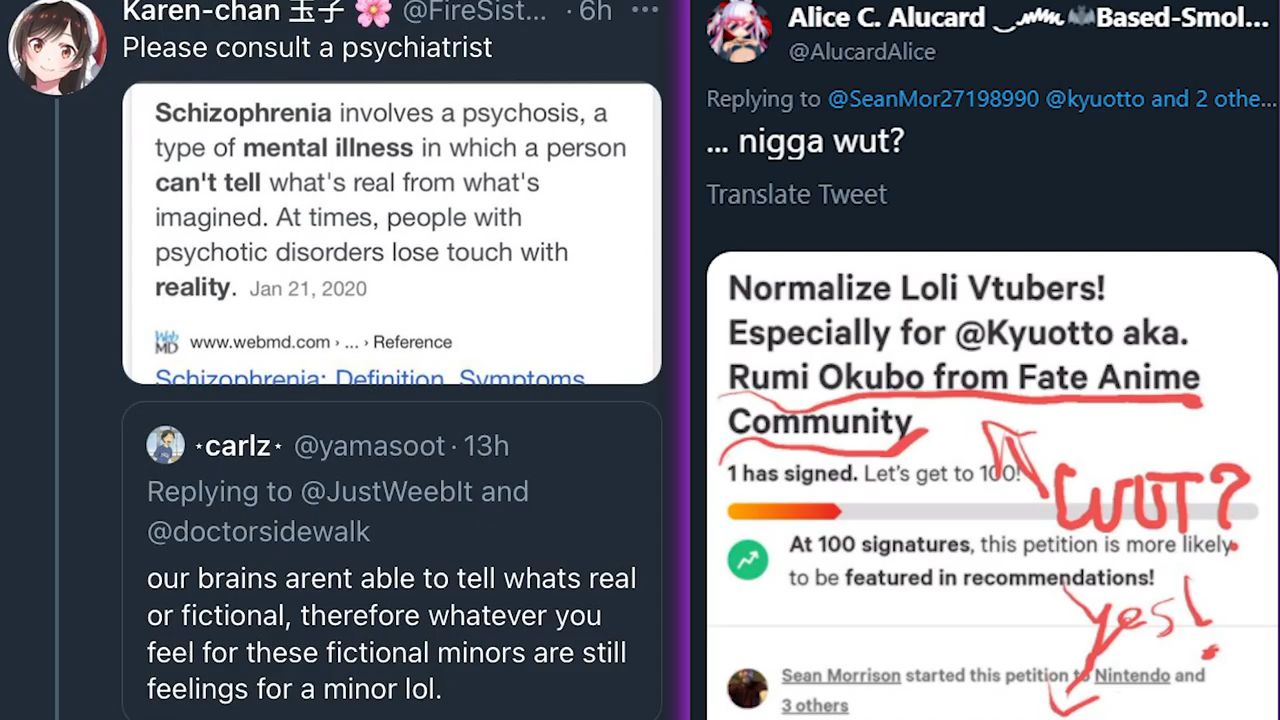 Karen-chan 玉子 🌸 @FireSist... · 6h ...
Please consult a psychiatrist
Schizophrenia involves a psychosis, a
type of mental illness in which a person
can't tell what's real from what's
imagined. At times, people with
psychotic disorders lose touch with
reality. Jan 21, 2020
Web
MD
www.webmd.com › ... › Reference
Schizophrenia: Definition, Symptoms
⋆carlz⋆ @yamasoot · 13h
Replying to @JustWeebIt and
@doctorsidewalk
our brains arent able to tell whats real
or fictional, therefore whatever you
feel for these fictional minors are still
feelings for a minor lol.
Alice C. Alucard 🦇Based-Smol...
@AlucardAlice
Replying to @SeanMor27198990 @kyuotto and 2 othe...
... nigga wut?
Translate Tweet
Normalize Loli Vtubers!
Especially for @Kyuotto aka.
Rumi Okubo from Fate Anime
Community
1 has signed. Let's get to 100!
WUT?
At 100 signatures, this petition is more likely
to be featured in recommendations!
yes!
Sean Morrison started this petition to Nintendo and
3 others